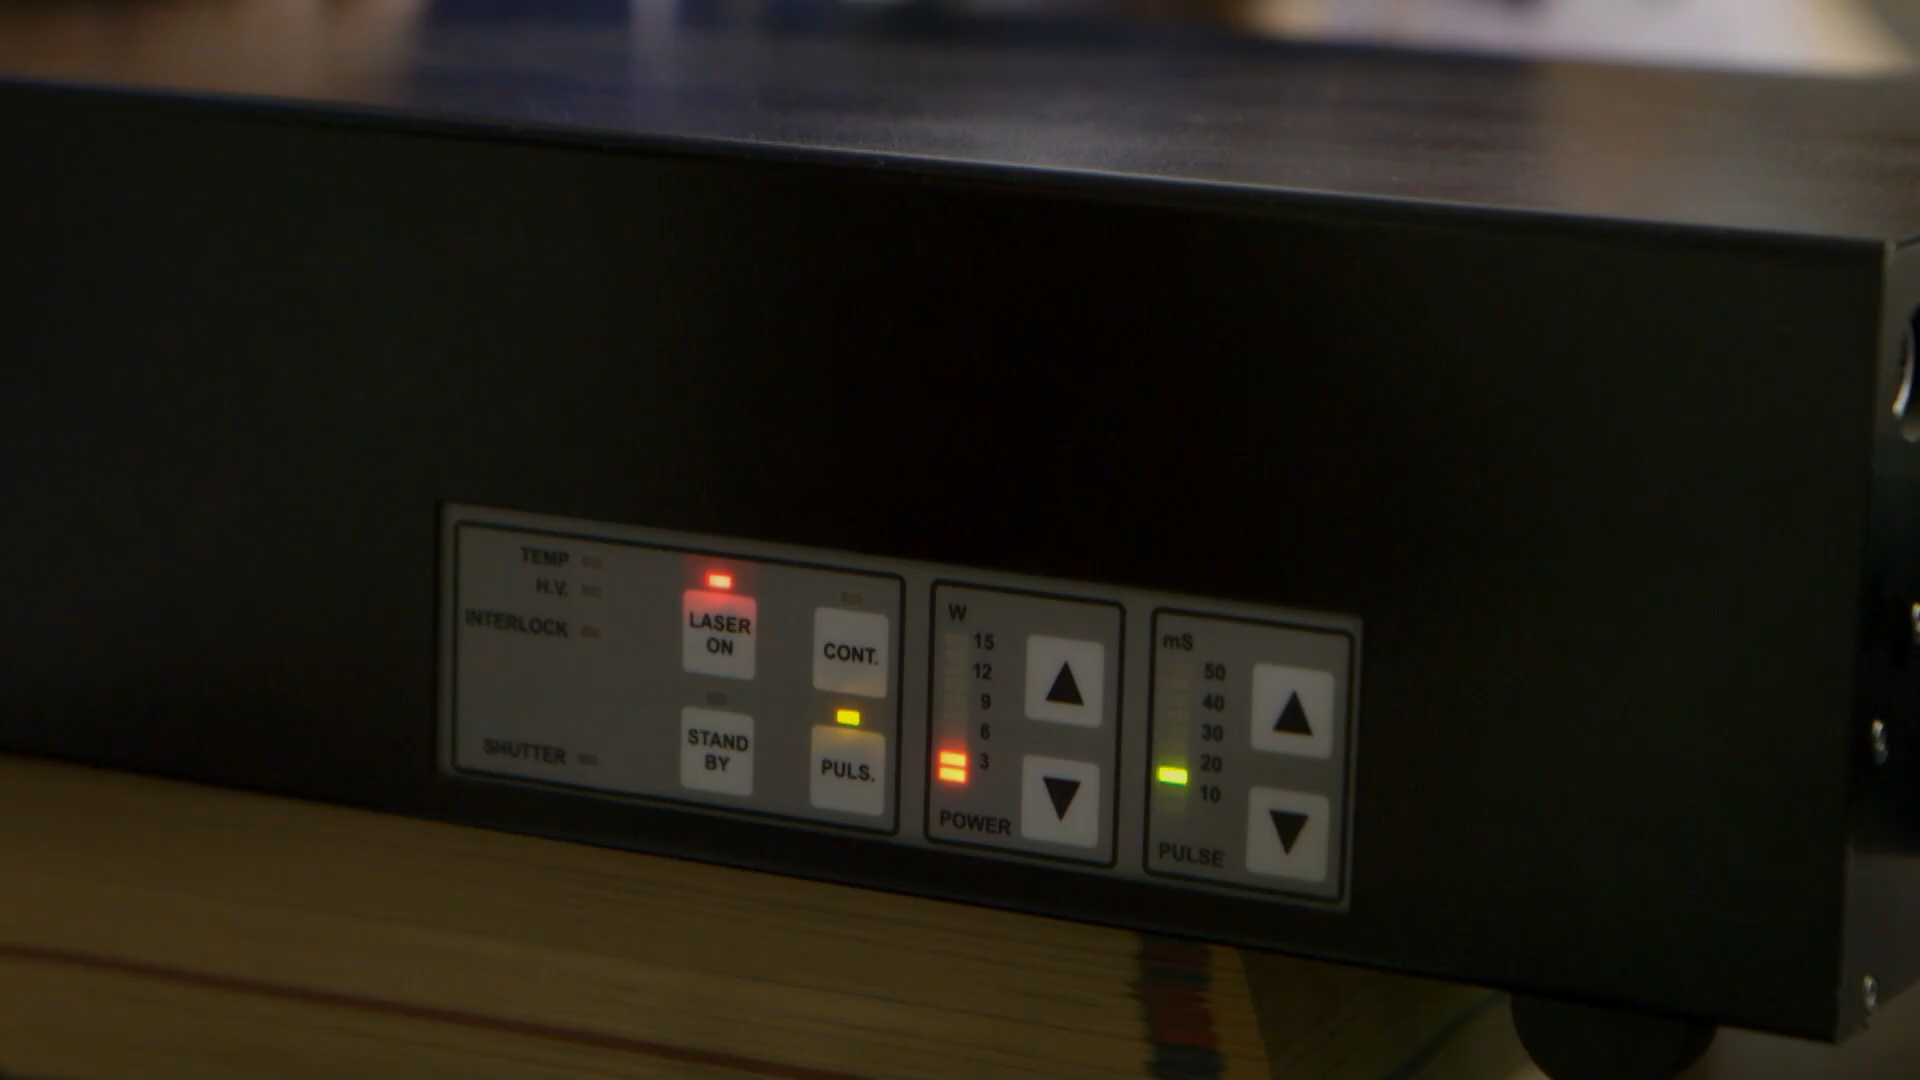 TEMP
H.V.
INTERLOCK
SHUTTER
LASER
ON
STAND
BY
CONT.
PULS.
W
15
12
9
6
3
POWER
mS
50
40
30
20
10
PULSE